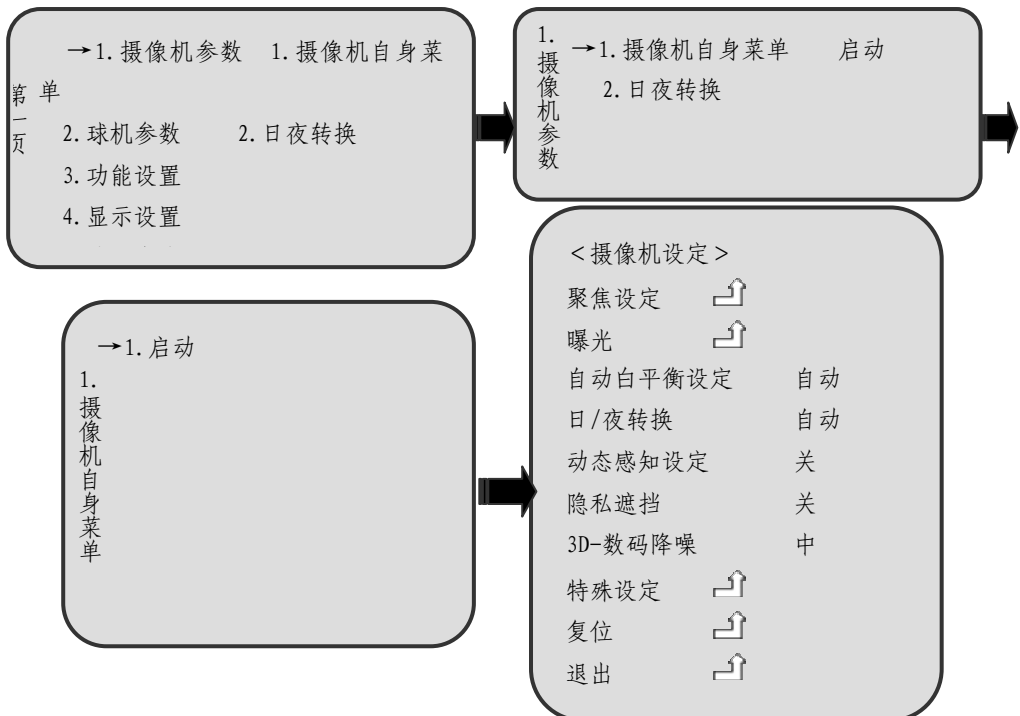 →1.摄像机参数 1.摄像机自身菜
单
第一页
2.球机参数 2.日夜转换
3.功能设置
4.显示设置
1.摄像机参数
→1.摄像机自身菜单 启动
2.日夜转换
→1.启动
1.摄像机自身菜单
<摄像机设定>
聚焦设定
曝光
自动白平衡设定 自动
日/夜转换 自动
动态感知设定 关
隐私遮挡 关
3D-数码降噪 中
特殊设定
复位
退出